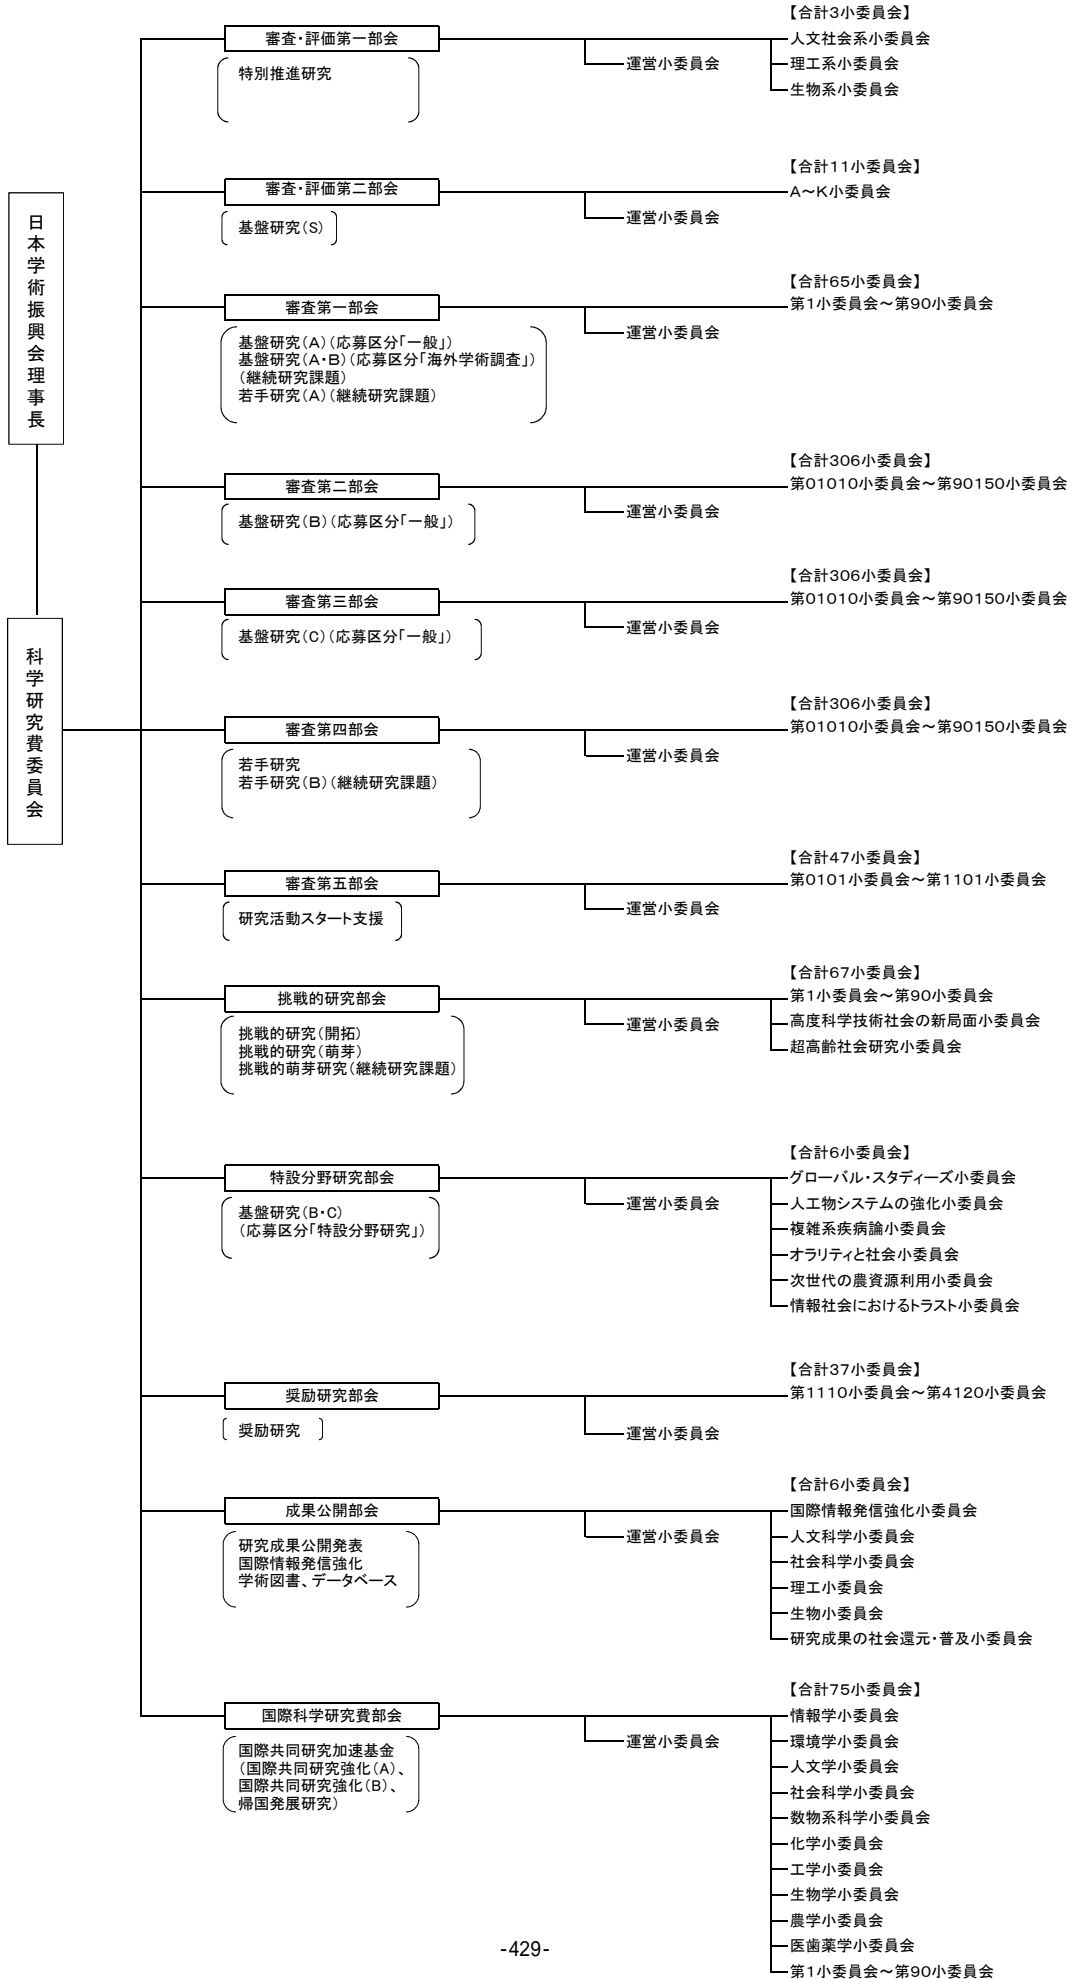 日本学術振興会理事長
科学研究費委員会
審査・評価第一部会
特別推進研究
運営小委員会
【合計3小委員会】
人文社会系小委員会
理工系小委員会
生物系小委員会
審査・評価第二部会
基盤研究(S)
運営小委員会
【合計11小委員会】
A～K小委員会
審査第一部会
基盤研究(A)(応募区分「一般」)
基盤研究(A・B)(応募区分「海外学術調査」)
(継続研究課題)
若手研究(A)(継続研究課題)
運営小委員会
【合計65小委員会】
第1小委員会～第90小委員会
審査第二部会
基盤研究(B)(応募区分「一般」)
運営小委員会
【合計306小委員会】
第01010小委員会～第90150小委員会
審査第三部会
基盤研究(C)(応募区分「一般」)
運営小委員会
【合計306小委員会】
第01010小委員会～第90150小委員会
審査第四部会
若手研究
若手研究(B)(継続研究課題)
運営小委員会
【合計306小委員会】
第01010小委員会～第90150小委員会
審査第五部会
研究活動スタート支援
運営小委員会
【合計47小委員会】
第0101小委員会～第1101小委員会
挑戦的研究部会
挑戦的研究(開拓)
挑戦的研究(萌芽)
挑戦的萌芽研究(継続研究課題)
運営小委員会
【合計67小委員会】
第1小委員会～第90小委員会
高度科学技術社会の新局面小委員会
超高齢社会研究小委員会
特設分野研究部会
基盤研究(B・C)
(応募区分「特設分野研究」)
運営小委員会
【合計6小委員会】
グローバル・スタディーズ小委員会
人工物システムの強化小委員会
複雑系疾病論小委員会
オラリティと社会小委員会
次世代の農資源利用小委員会
情報社会におけるトラスト小委員会
奨励研究部会
奨励研究
運営小委員会
【合計37小委員会】
第1110小委員会～第4120小委員会
成果公開部会
研究成果公開発表
国際情報発信強化
学術図書、データベース
運営小委員会
【合計6小委員会】
国際情報発信強化小委員会
人文科学小委員会
社会科学小委員会
理工小委員会
生物小委員会
研究成果の社会還元・普及小委員会
国際科学研究費部会
国際共同研究加速基金
(国際共同研究強化(A)、
国際共同研究強化(B)、
帰国発展研究)
運営小委員会
【合計75小委員会】
情報学小委員会
環境学小委員会
人文学小委員会
社会科学小委員会
数物系科学小委員会
化学小委員会
工学小委員会
生物学小委員会
農学小委員会
医歯薬学小委員会
第1小委員会～第90小委員会
-429-